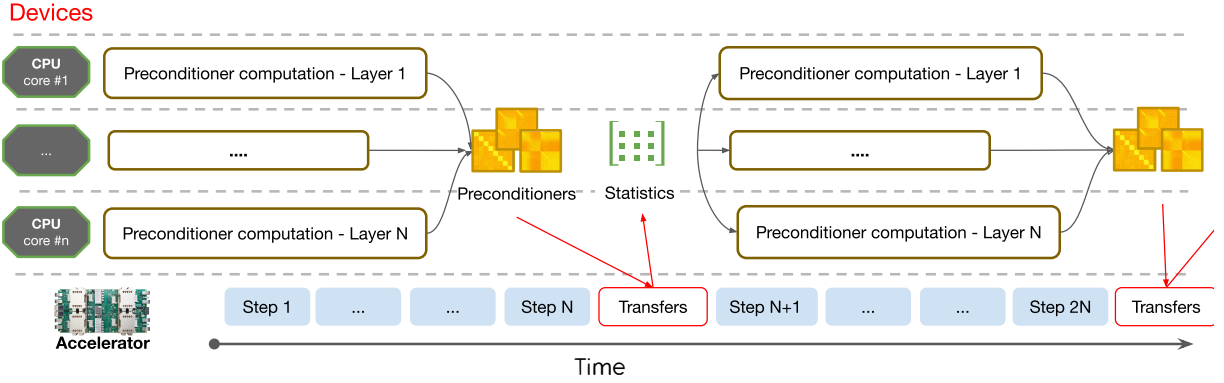 Devices
CPU
core #1
Preconditioner computation - Layer 1
Preconditioner computation - Layer 1
...
....
....
Preconditioners
Statistics
CPU
core #n
Preconditioner computation - Layer N
Preconditioner computation - Layer N
Step 1
...
...
Step N
Transfers
Step N+1
...
...
Step 2N
Transfers
Accelerator
Time